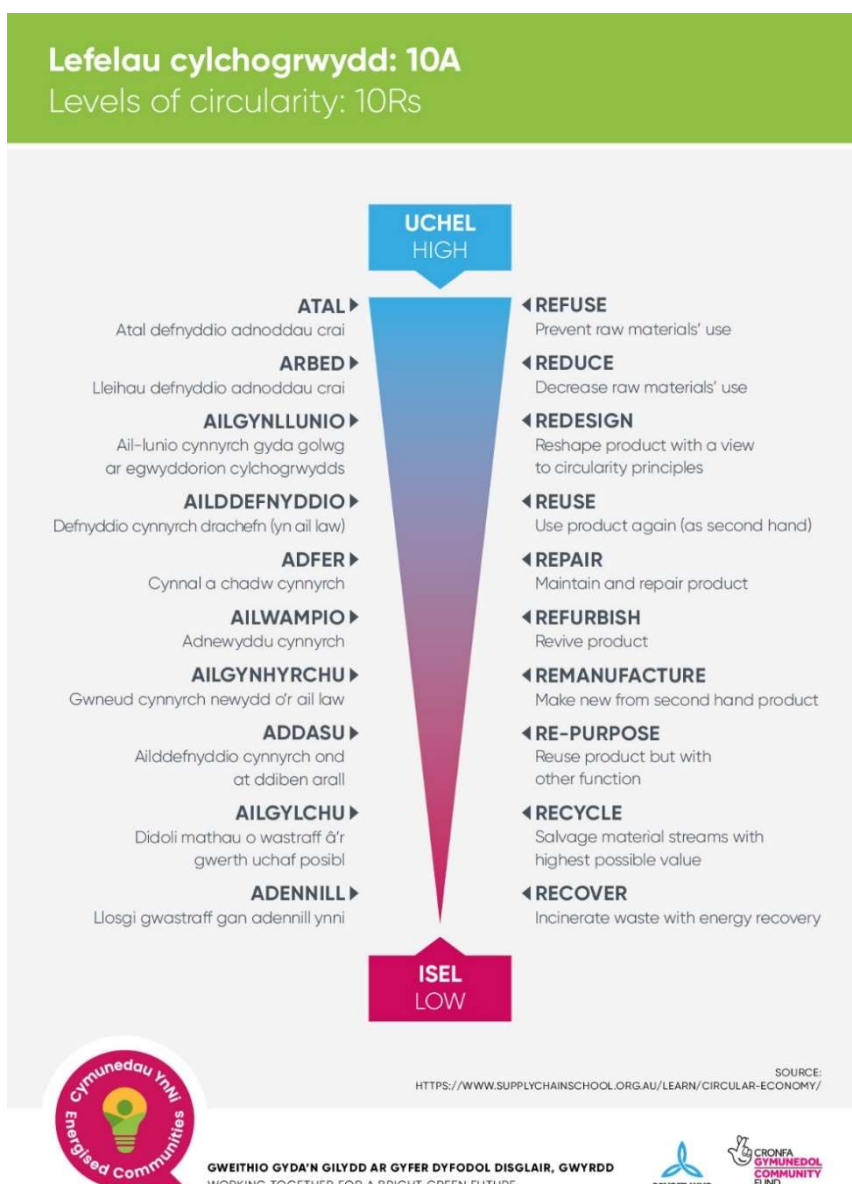 Lefelau cylchogrwydd: 10A
Levels of circularity: 10Rs
UCHEL
HIGH
ATAL
Atal defnyddio adnoddau crai
REFUSE
Prevent raw materials' use
ARBED
Lleihau defnyddio adnoddau crai
REDUCE
Decrease raw materials' use
AILGYNLLUNIO
Ail-lunio cynnyrch gyda golwg
ar egwyddorion cylchogrwydds
REDESIGN
Reshape product with a view
to circularity principles
AILDDEFNYDDIO
Defnyddio cynnyrch drachefn (yn ail law)
REUSE
Use product again (as second hand)
ADFER
Cynnal a chadw cynnyrch
REPAIR
Maintain and repair product
AILWAMPIO
Adnewyddu cynnyrch
REFURBISH
Revive product
AILGYNHYRCHU
Gwneud cynnyrch newydd o'r ail law
REMANUFACTURE
Make new from second hand product
ADDASU
Ailddefnyddio cynnyrch ond
at ddiben arall
RE-PURPOSE
Reuse product but with
other function
AILGYLCHU
Didoli mathau o wastraff â'r
gwerth uchaf posibl
RECYCLE
Salvage material streams with
highest possible value
ADENNILL
Llosgi gwastraff gan adennill ynni
RECOVER
Incinerate waste with energy recovery
ISEL
LOW
SOURCE:
HTTPS://WWW.SUPPLYCHAINSCHOOL.ORG.AU/LEARN/CIRCULAR-ECONOMY/
Cymunedau YnNi
Energised Communities
GWEITHIO GYDA'N GILYDD AR GYFER DYFODOL DISGLAIR, GWYRDD
WORKING TOGETHER FOR A BRIGHT GREEN FUTURE
CRONFA
GYMUNEDOL
COMMUNITY
FUND